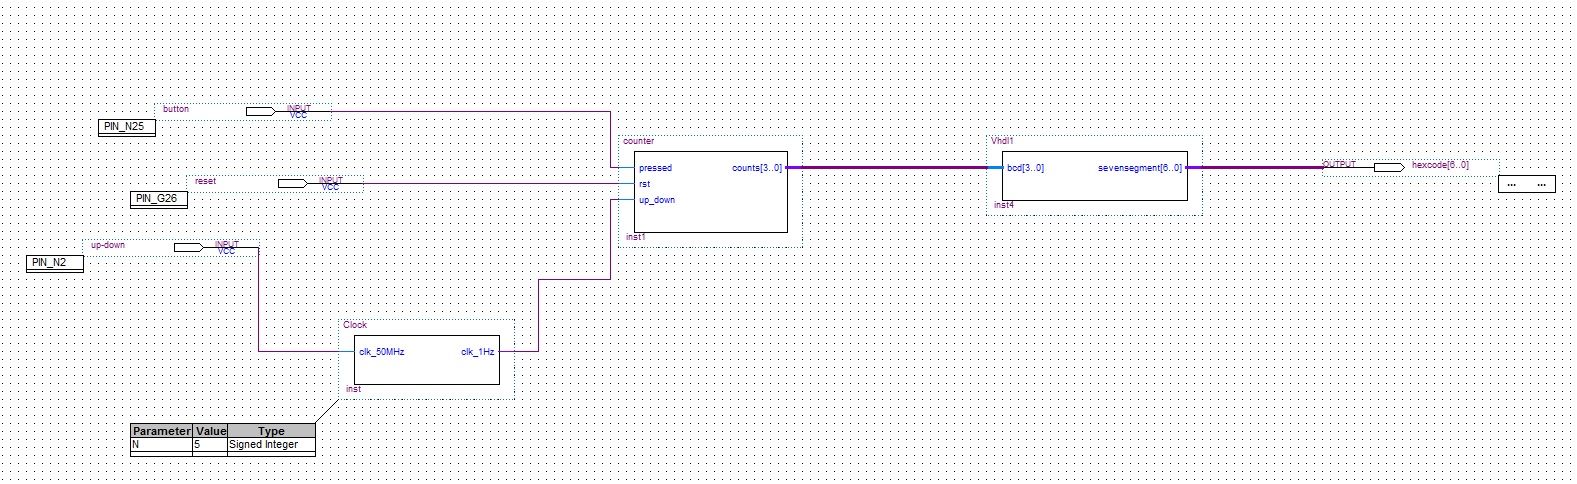 button
INPUT
VCC
PIN_N25
reset
INPUT
VCC
PIN_G26
up-down
INPUT
VCC
PIN_N2
counter
pressed
counts[3..0]
rst
up_down
inst1
Vhdl1
bcd[3..0]
sevensegment[6..0]
inst4
OUTPUT
hexcode[6..0]
... ...
Clock
clk_50MHz
clk_1Hz
inst
Parameter Value Type
N 5 Signed Integer